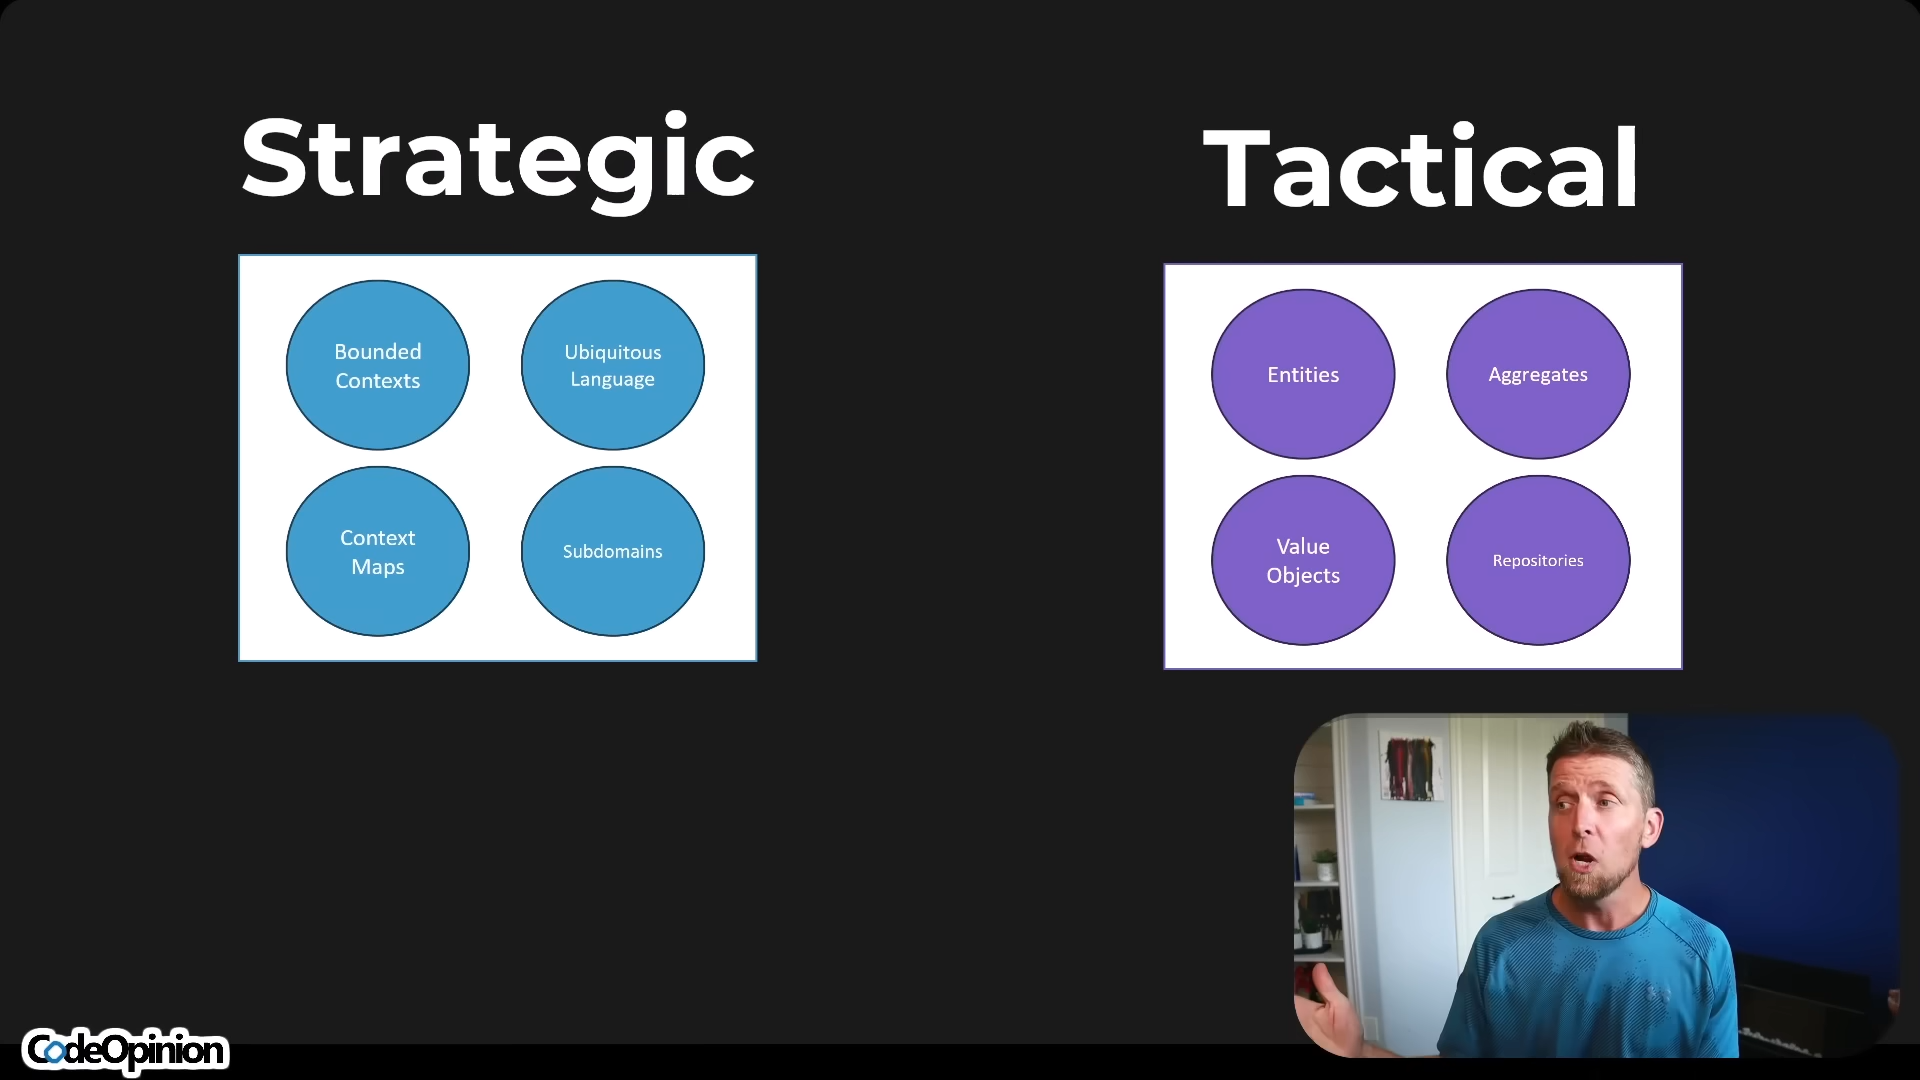 Strategic
Bounded
Contexts
Ubiquitous
Language
Context
Maps
Subdomains
Tactical
Entities
Aggregates
Value
Objects
Repositories
CodeOpinion